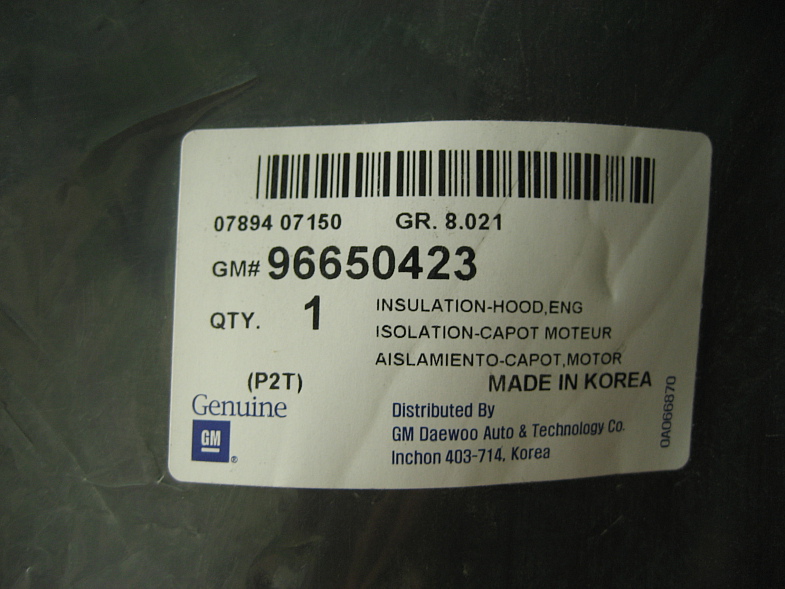 07894 07150 GR. 8.021
GM# 96650423
QTY. 1
INSULATION-HOOD,ENG
ISOLATION-CAPOT MOTEUR
AISLAMIENTO-CAPOT,MOTOR
(P2T) MADE IN KOREA
Genuine
GM ®
Distributed By
GM Daewoo Auto & Technology Co.
Inchon 403-714, Korea
0A066870